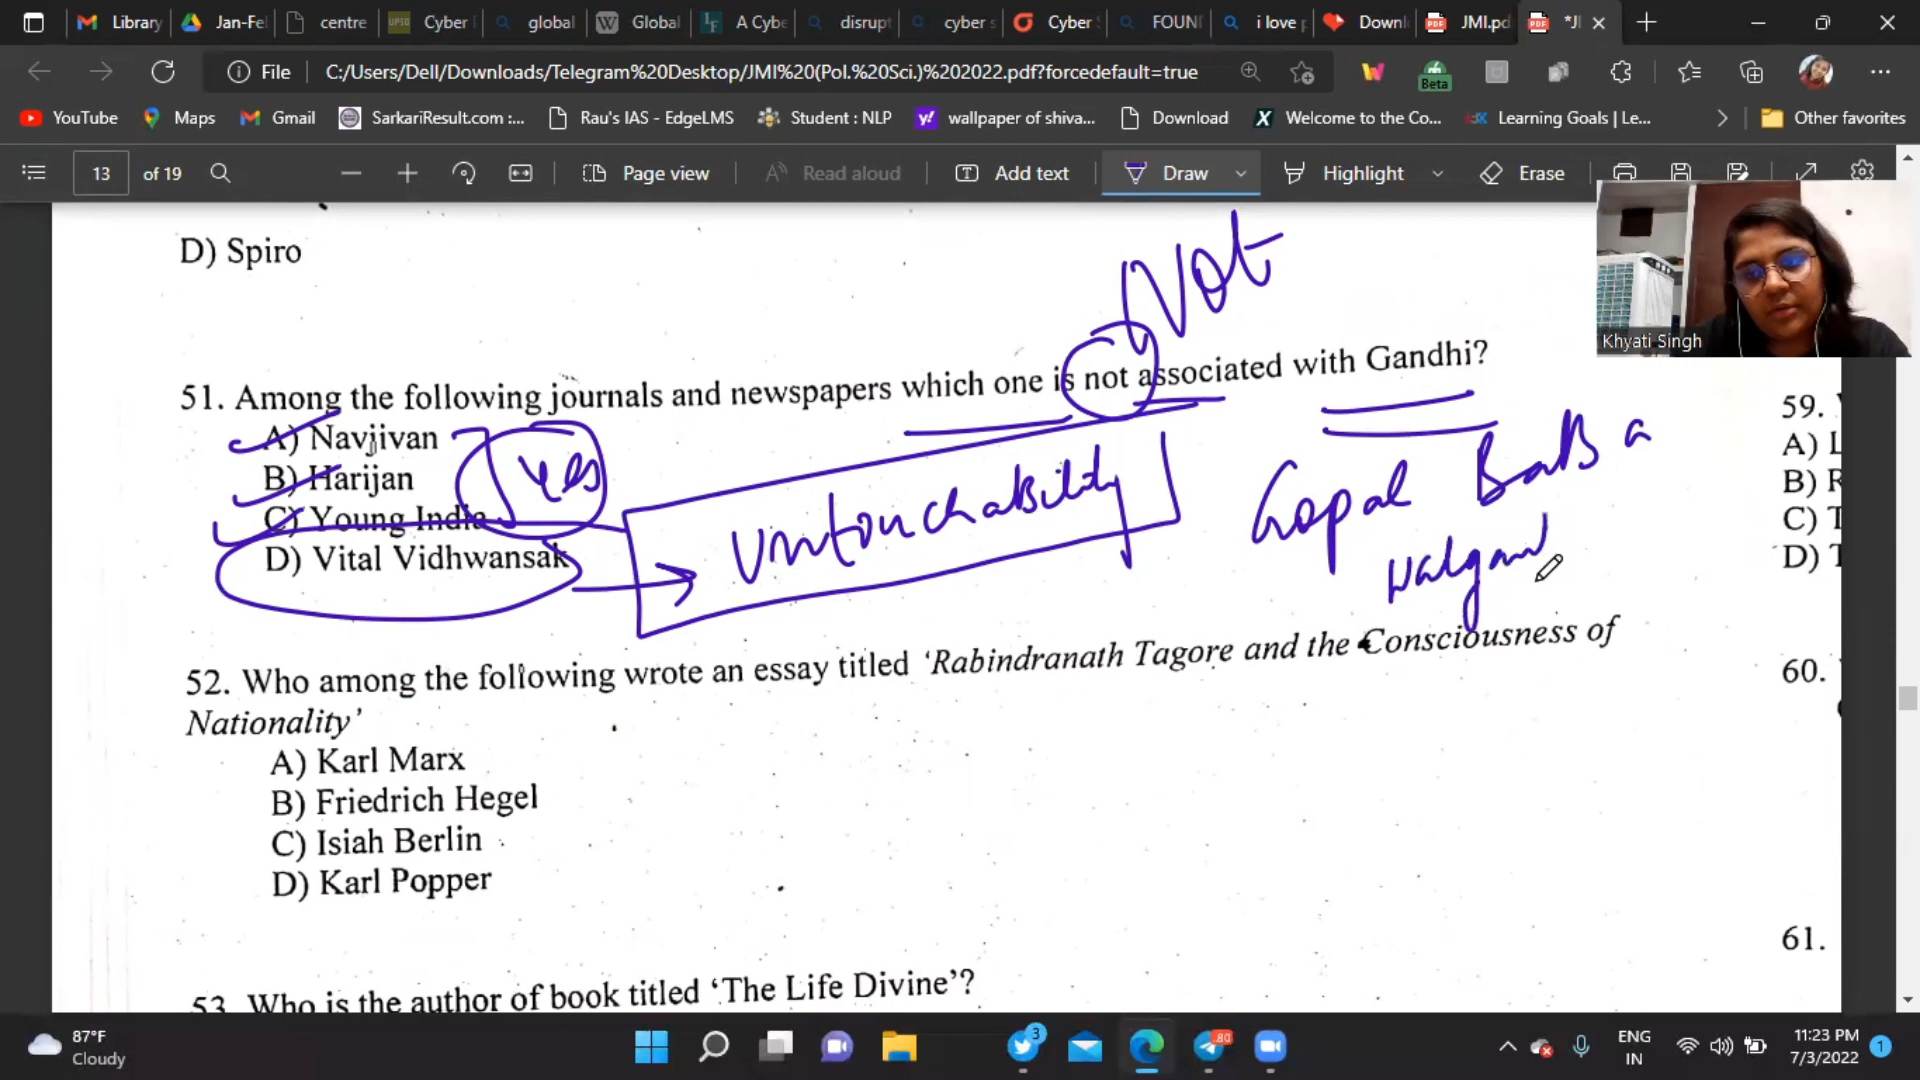 Library
Jan-Fel
centre
Cyber
global
Global
A Cybe
disrupt
cyber s
Cyber
FOUN
i love p
Downl
JMI.pd
File
C:/Users/Dell/Downloads/Telegram%20Desktop/JMI%20(Pol.%20Sci.)%202022.pdf?forcedefault=true
Beta
YouTube
Maps
Gmail
SarkariResult.com :...
Rau's IAS - EdgeLMS
Student : NLP
wallpaper of shiva...
Download
Welcome to the Co...
Learning Goals | Le...
Other favorites
13 of 19
Page view
Read aloud
Add text
Draw
Highlight
Erase
Khyati Singh
D) Spiro
Not
51. Among the following journals and newspapers which one is not associated with Gandhi?
A) Navjivan
B) Harijan
C) Young India
D) Vital Vidhwansak
Yes
Untouchability
Gopal Baba
Walgam
52. Who among the following wrote an essay titled ‘Rabindranath Tagore and the Consciousness of
Nationality’
A) Karl Marx
B) Friedrich Hegel
C) Isiah Berlin
D) Karl Popper
53. Who is the author of book titled ‘The Life Divine’?
59.
A) L
B) R
C) T
D) T
60.
61.
87°F
Cloudy
3
80
ENG
IN
11:23 PM
7/3/2022
1